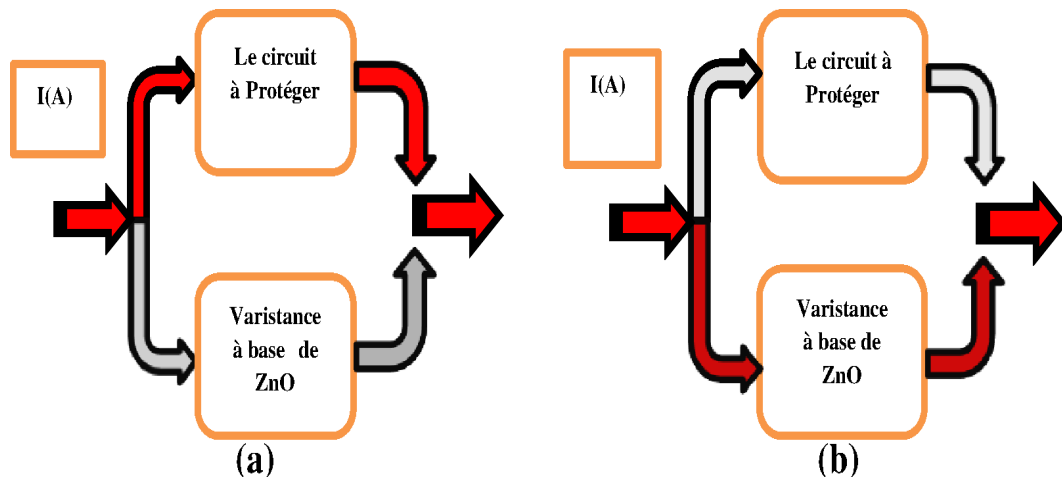 I(A)
Le circuit
à Protéger
Varistance
à base de
ZnO
(a)
I(A)
Le circuit à
Protéger
Varistance
à base de
ZnO
(b)